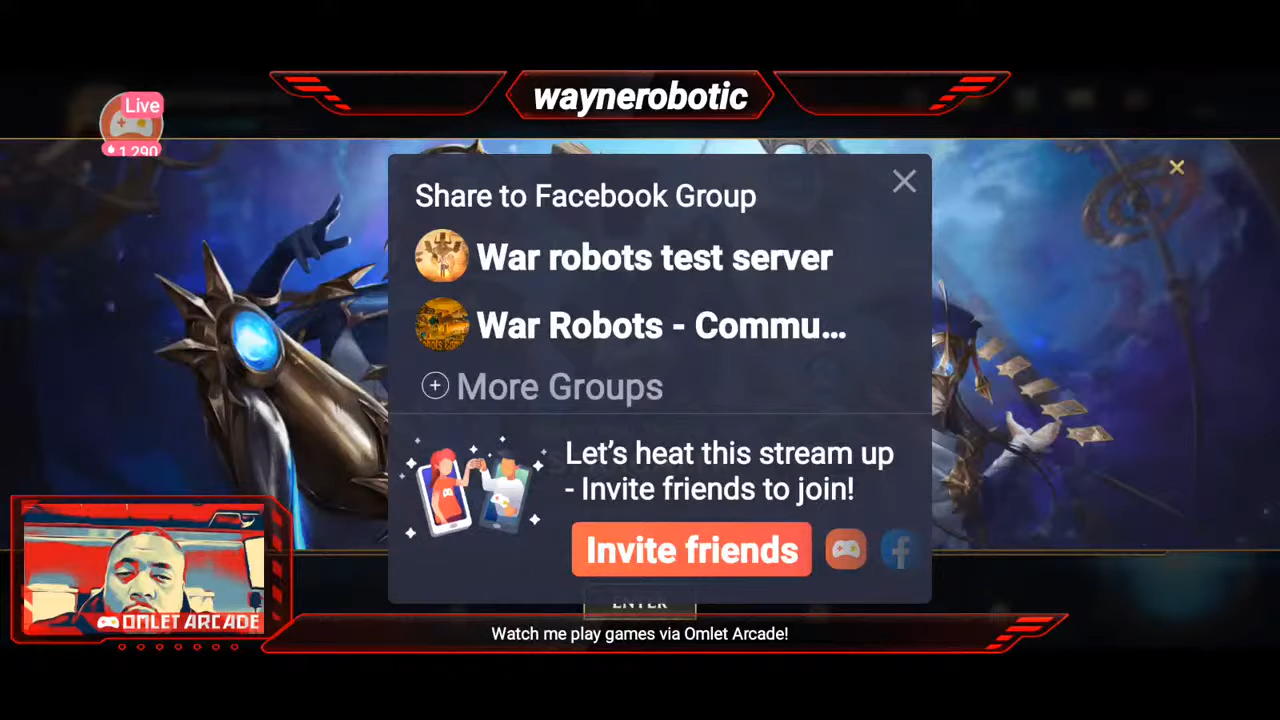 waynerobotic
Live
1,290
Share to Facebook Group
War robots test server
War Robots - Commu...
More Groups
Let's heat this stream up
- Invite friends to join!
Invite friends
ENTER
OMLET ARCADE
Watch me play games via Omlet Arcade!